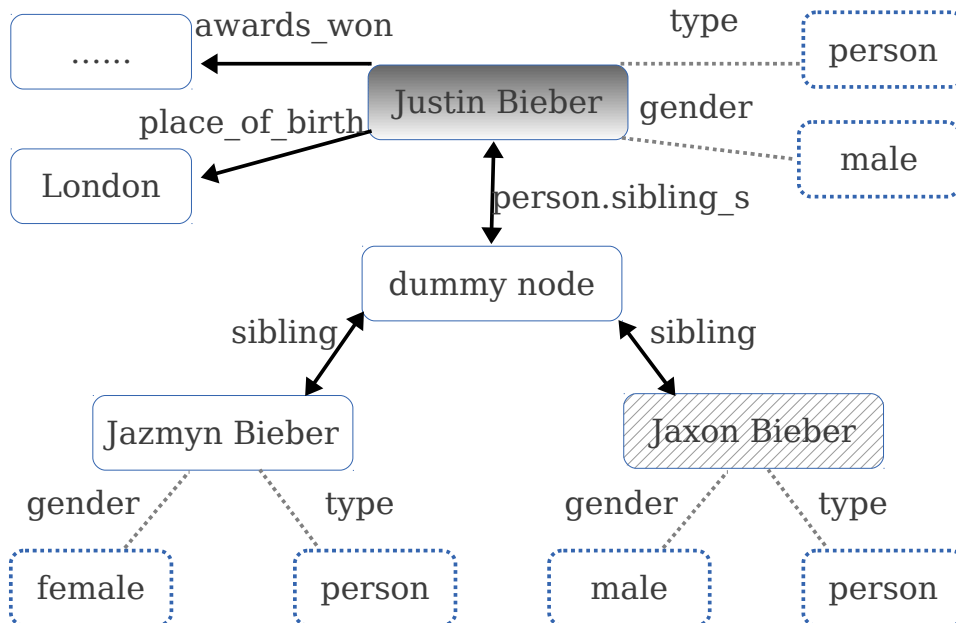 awards_won
type
......
person
Justin Bieber
gender
place_of_birth
male
London
person.sibling_s
dummy node
sibling
sibling
Jazmyn Bieber
Jaxon Bieber
gender
type
gender
type
female
person
male
person